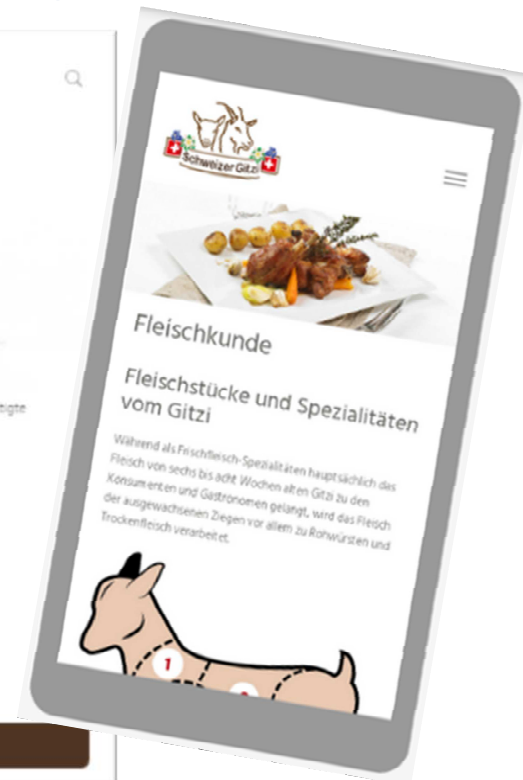 Schweizer Gitzi
Fleischkunde
Fleischstücke und Spezialitäten
vom Gitzi
Während als Frischfleisch-Spezialitäten hauptsächlich das
Fleisch von sechs bis acht Wochen alten Gitzi zu den
Konsumenten und Gastronomen gelangt, wird das Fleisch
der ausgewachsenen Ziegen vor allem zu Rohwürsten und
Trockenfleisch verarbeitet.
1